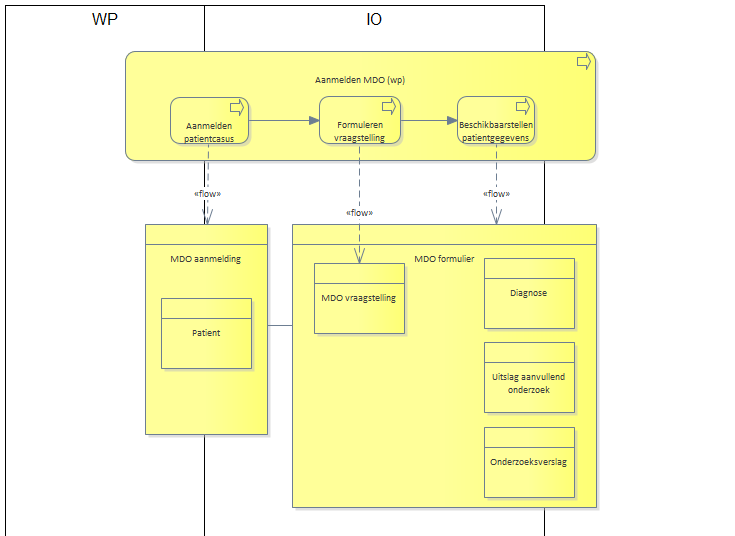 WP
IO
Aanmelden MDO (wp)
Aanmelden
patientcasus
Formuleren
vraagstelling
Beschikbaarstellen
patientgegevens
«flow»
«flow»
«flow»
MDO aanmelding
Patient
MDO formulier
MDO vraagstelling
Diagnose
Uitslag aanvullend
onderzoek
Onderzoeksverslag